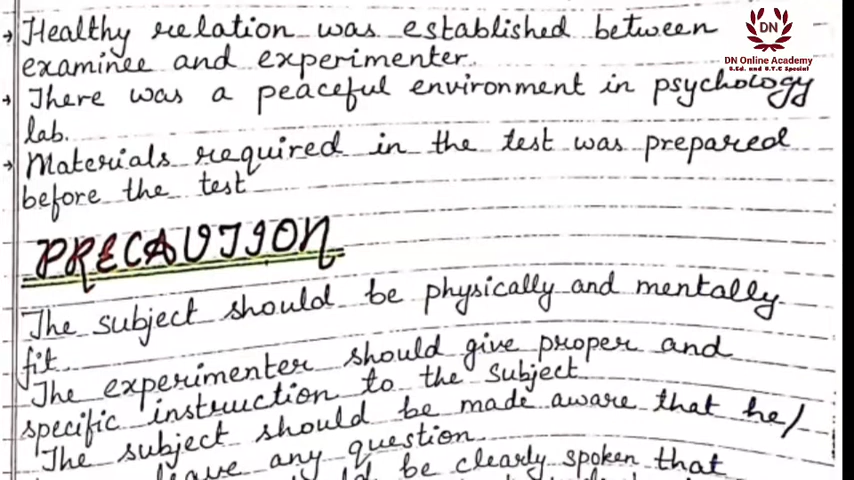 → Healthy relation was established between
examinee and experimenter.
→ There was a peaceful environment in psychology
lab.
→ Materials required in the test was prepared
before the test
PRECAUTION
The subject should be physically and mentally
fit
The experimenter should give proper and
specific instruction to the subject
The subject should be made aware that he/
leave any question
be clearly spoken that
DN
DN Online Academy
B.Ed. and B.T.C Special